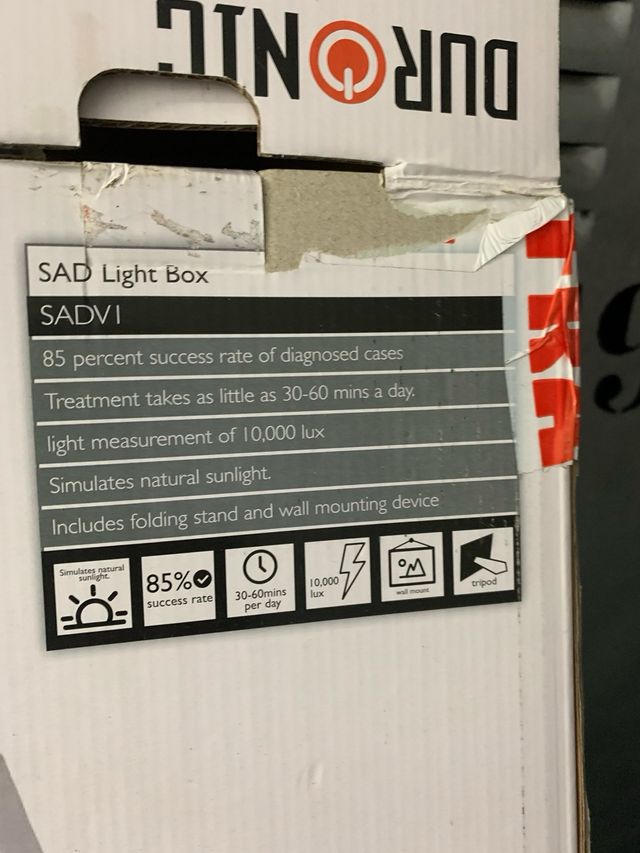 DURONIC
SAD Light Box
SADV1
85 percent success rate of diagnosed cases
Treatment takes as little as 30-60 mins a day.
light measurement of 10,000 lux
Simulates natural sunlight.
Includes folding stand and wall mounting device
Simulates natural
sunlight.
85%
success rate
30-60mins
per day
10,000
lux
wall mount
tripod